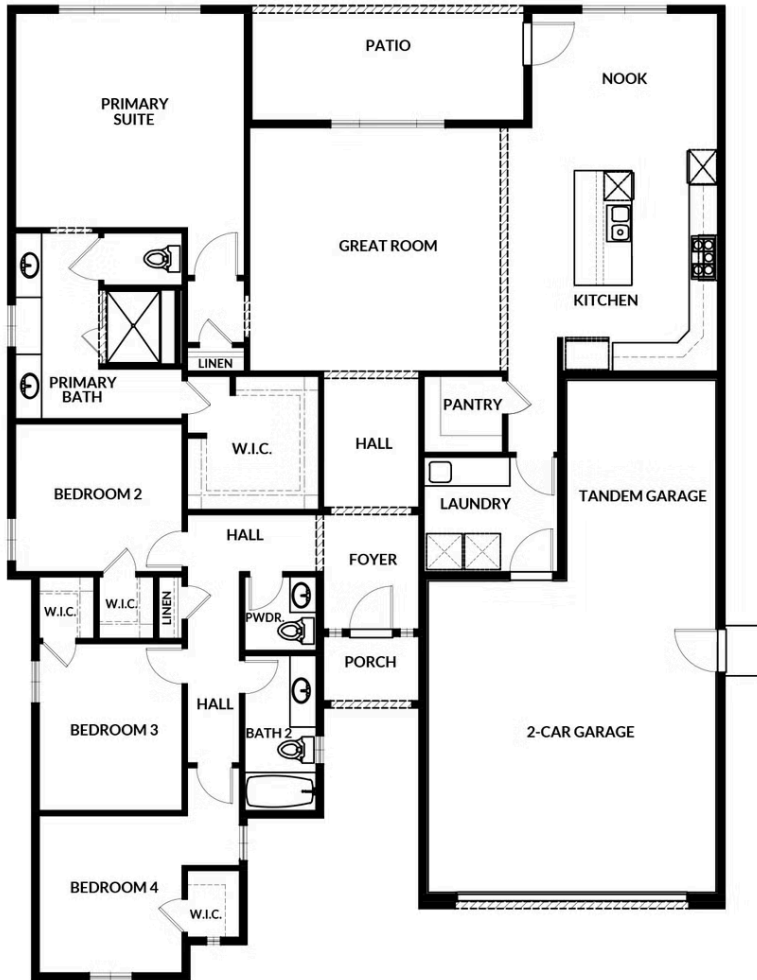 PATIO
NOOK
PRIMARY
SUITE
GREAT ROOM
KITCHEN
LINEN
PRIMARY
BATH
PANTRY
W.I.C.
HALL
BEDROOM 2
TANDEM GARAGE
LAUNDRY
HALL
FOYER
W.I.C.
W.I.C.
LINEN
PWDR.
PORCH
HALL
BEDROOM 3
BATH 2
2-CAR GARAGE
BEDROOM 4
W.I.C.